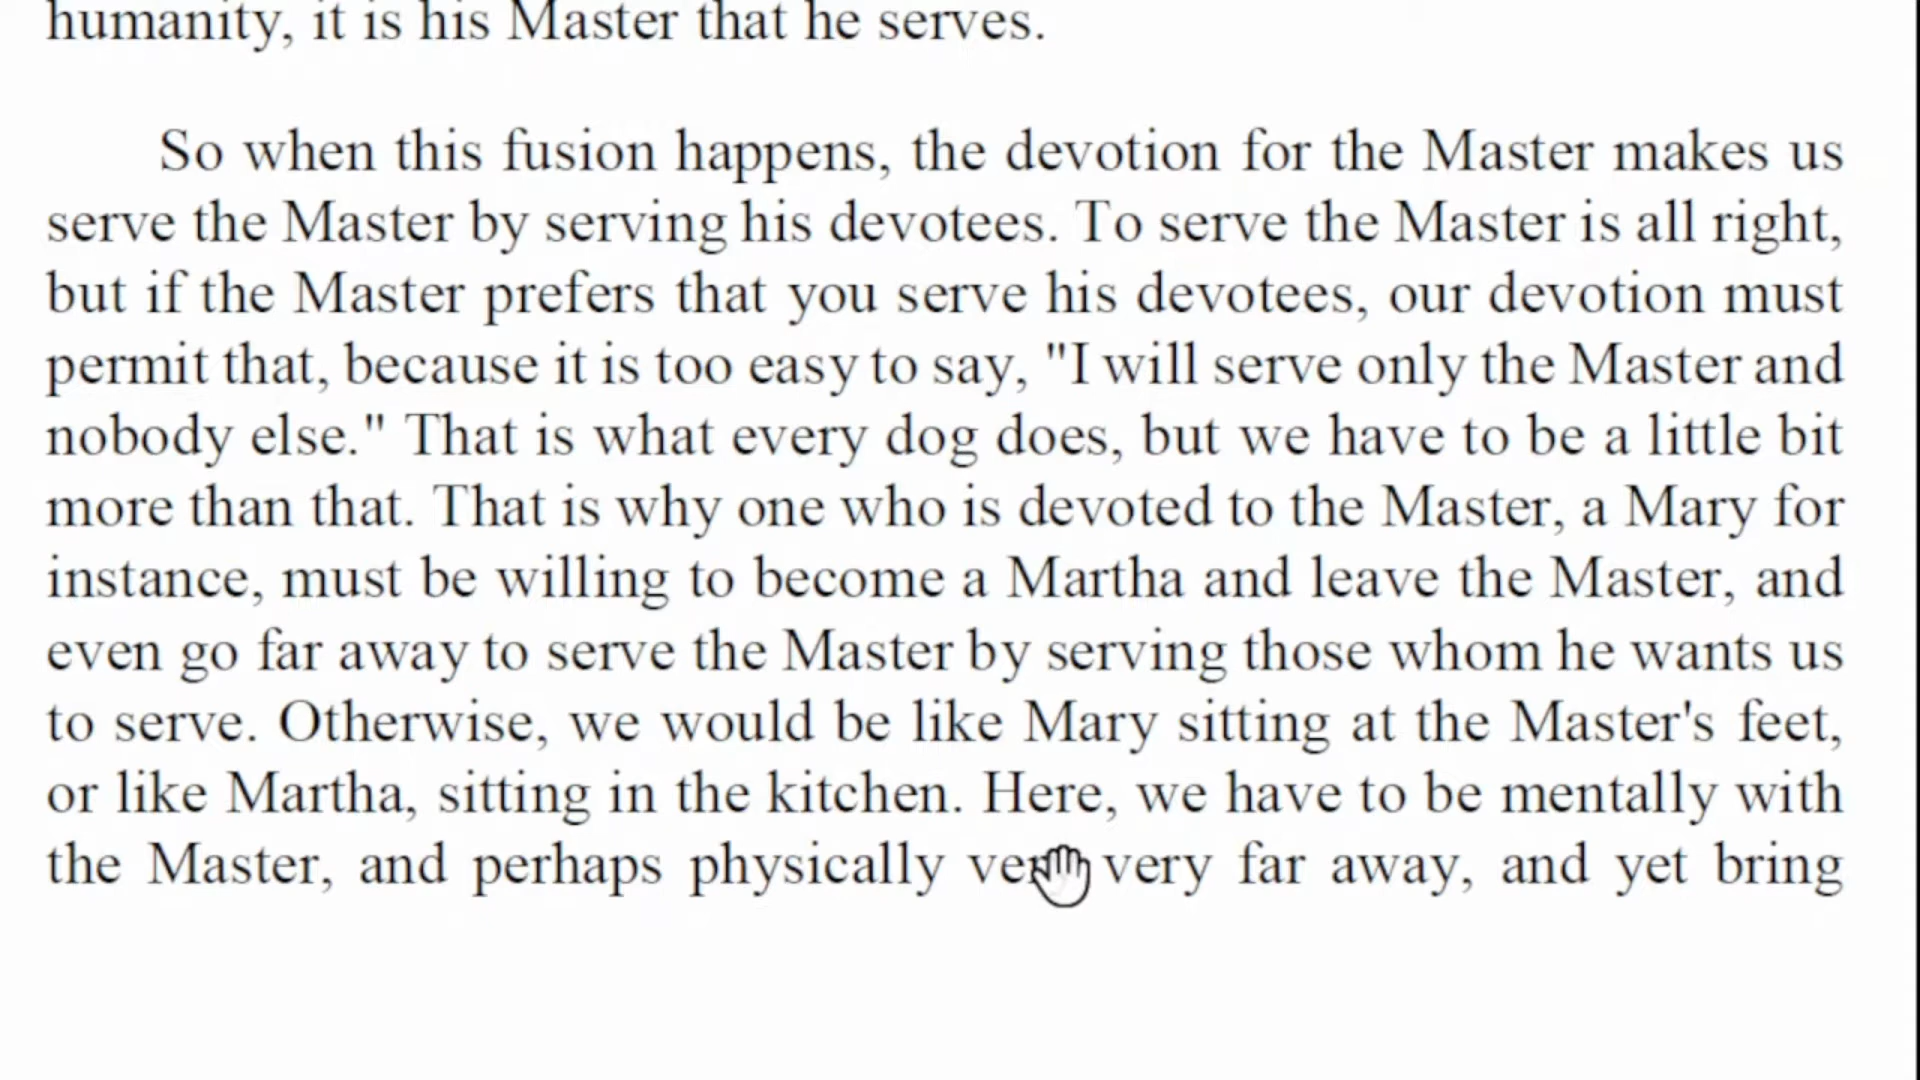 humanity, it is his Master that he serves.
So when this fusion happens, the devotion for the Master makes us
serve the Master by serving his devotees. To serve the Master is all right,
but if the Master prefers that you serve his devotees, our devotion must
permit that, because it is too easy to say, "I will serve only the Master and
nobody else." That is what every dog does, but we have to be a little bit
more than that. That is why one who is devoted to the Master, a Mary for
instance, must be willing to become a Martha and leave the Master, and
even go far away to serve the Master by serving those whom he wants us
to serve. Otherwise, we would be like Mary sitting at the Master's feet,
or like Martha, sitting in the kitchen. Here, we have to be mentally with
the Master, and perhaps physically very very far away, and yet bring